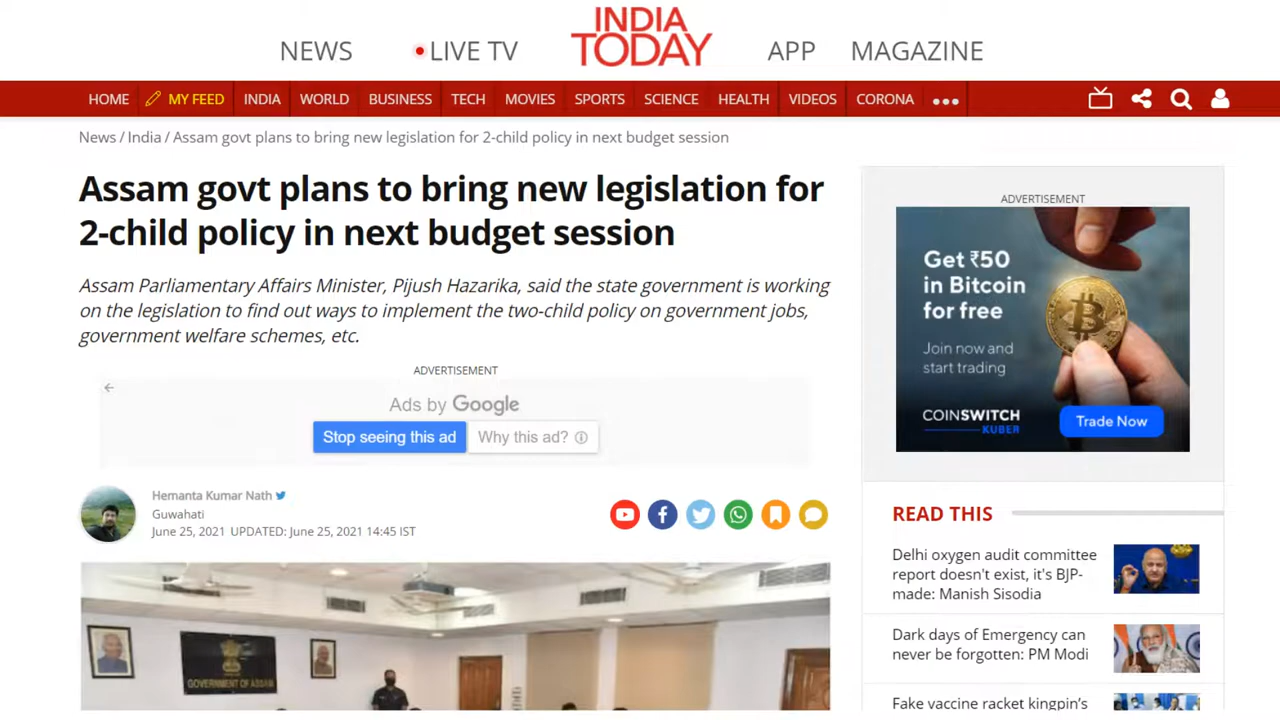 INDIA
TODAY
NEWS
LIVE TV
APP
MAGAZINE
HOME
MY FEED
INDIA
WORLD
BUSINESS
TECH
MOVIES
SPORTS
SCIENCE
HEALTH
VIDEOS
CORONA
News / India / Assam govt plans to bring new legislation for 2-child policy in next budget session
Assam govt plans to bring new legislation for
2-child policy in next budget session
Assam Parliamentary Affairs Minister, Pijush Hazarika, said the state government is working
on the legislation to find out ways to implement the two-child policy on government jobs,
government welfare schemes, etc.
ADVERTISEMENT
Ads by Google
Stop seeing this ad
Why this ad?
Hemanta Kumar Nath
Guwahati
June 25, 2021 UPDATED: June 25, 2021 14:45 IST
GOVERNMENT OF ASSAM
ADVERTISEMENT
Get ₹50
in Bitcoin
for free
Join now and
start trading
COINSWITCH
KUBER
Trade Now
READ THIS
Delhi oxygen audit committee
report doesn't exist, it's BJP-
made: Manish Sisodia
Dark days of Emergency can
never be forgotten: PM Modi
Fake vaccine racket kingpin's